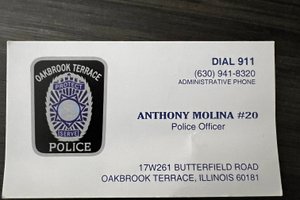 OAKBROOK TERRACE
PROTECT
SERVE
POLICE
DIAL 911
(630) 941-8320
ADMINISTRATIVE PHONE
ANTHONY MOLINA #20
Police Officer
17W261 BUTTERFIELD ROAD
OAKBROOK TERRACE, ILLINOIS 60181